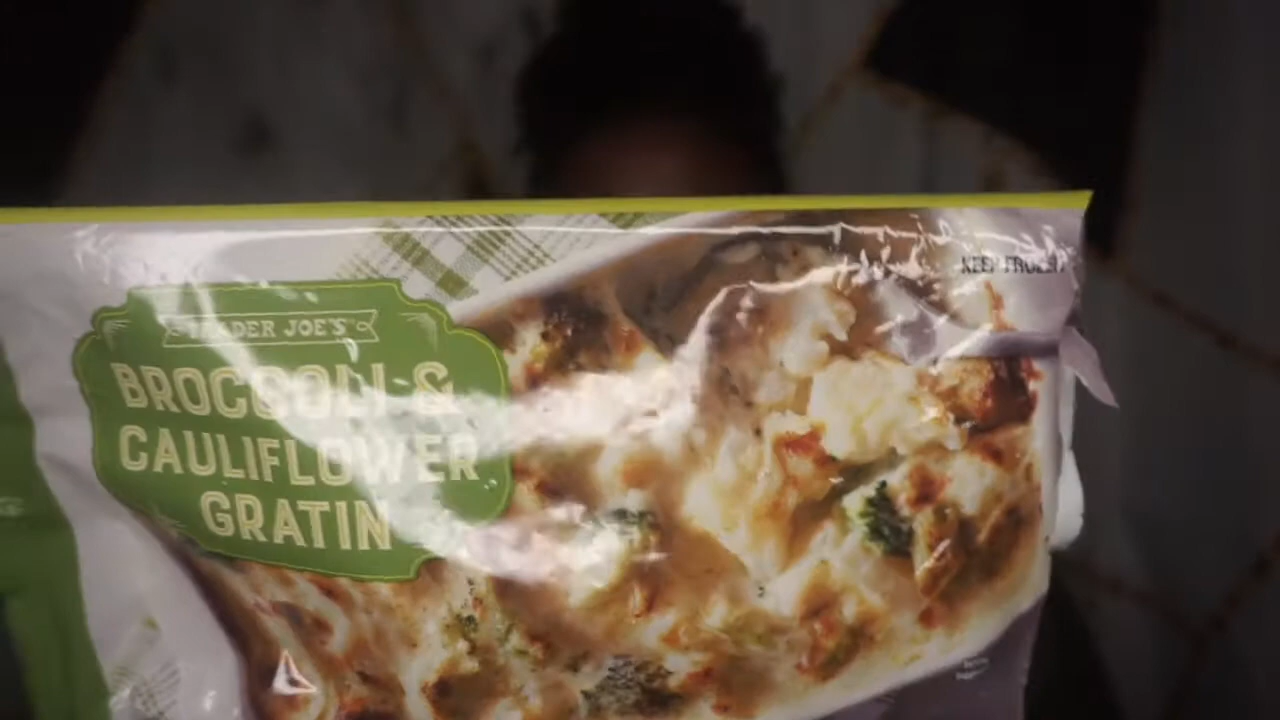 TRADER JOE'S
BROCCOLI &
CAULIFLOWER
GRATIN
KEEP FROZEN